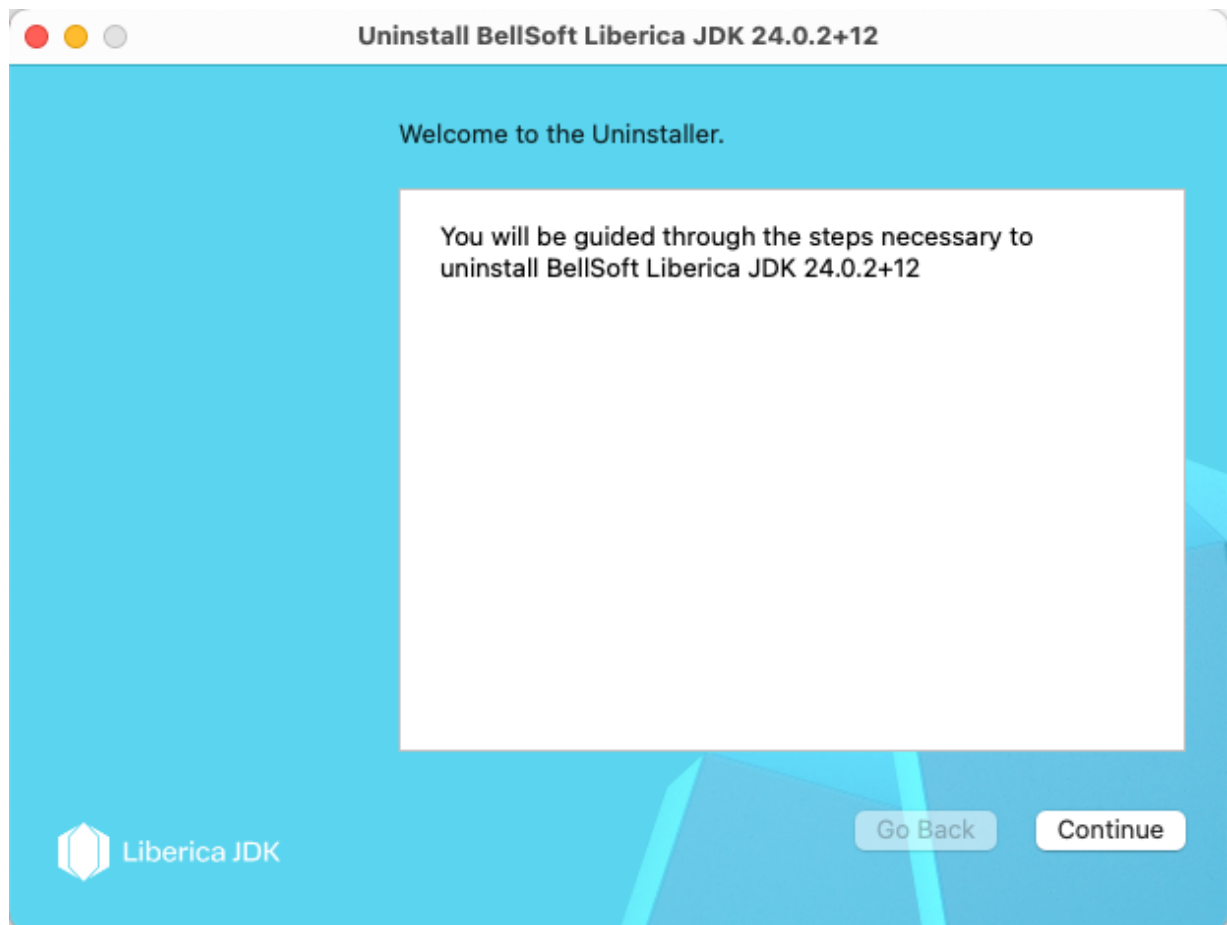 Uninstall BellSoft Liberica JDK 24.0.2+12
Welcome to the Uninstaller.
You will be guided through the steps necessary to
uninstall BellSoft Liberica JDK 24.0.2+12
Go Back
Continue
Liberica JDK